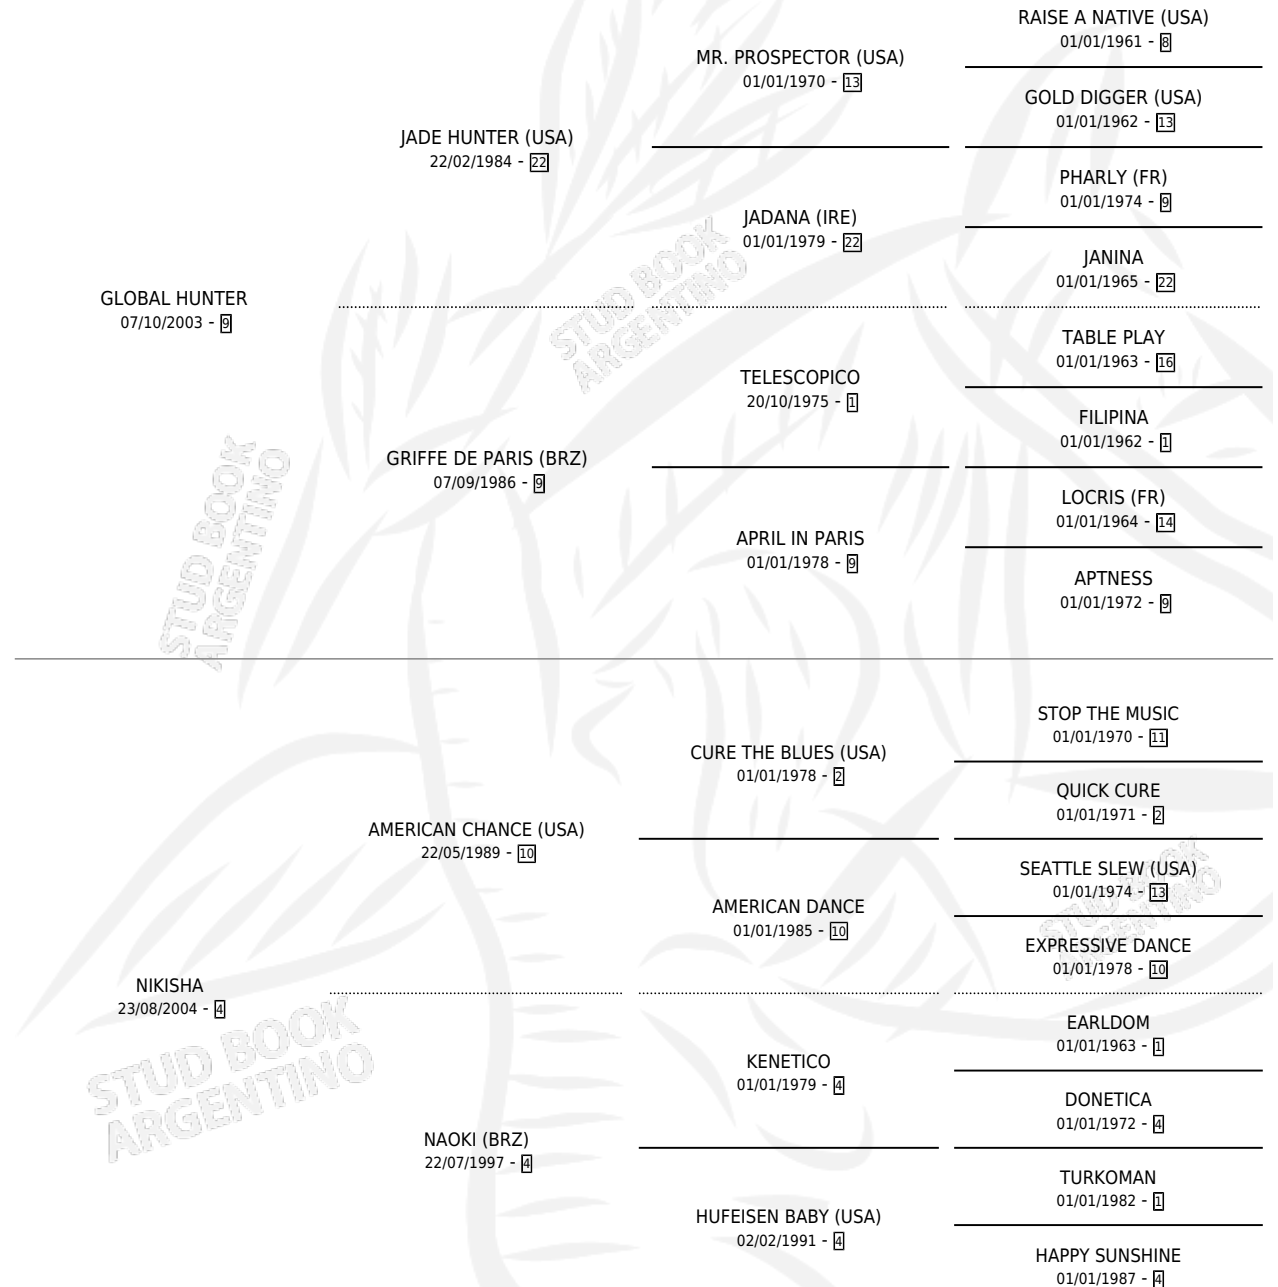 RAISE A NATIVE (USA)
01/01/1961 - 8
MR. PROSPECTOR (USA)
01/01/1970 - 13
GOLD DIGGER (USA)
01/01/1962 - 13
JADE HUNTER (USA)
22/02/1984 - 22
PHARLY (FR)
01/01/1974 - 9
JADANA (IRE)
01/01/1979 - 22
JANINA
01/01/1965 - 22
GLOBAL HUNTER
07/10/2003 - 9
TABLE PLAY
01/01/1963 - 16
TELESCOPICO
20/10/1975 - 1
FILIPINA
01/01/1962 - 1
GRIFFE DE PARIS (BRZ)
07/09/1986 - 9
LOCRIS (FR)
01/01/1964 - 14
APRIL IN PARIS
01/01/1978 - 9
APTNESS
01/01/1972 - 9
STUD BOOK
ARGENTINO
STUD BOOK
ARGENTINO
STOP THE MUSIC
01/01/1970 - 11
CURE THE BLUES (USA)
01/01/1978 - 2
QUICK CURE
01/01/1971 - 2
AMERICAN CHANCE (USA)
22/05/1989 - 10
SEATTLE SLEW (USA)
01/01/1974 - 13
AMERICAN DANCE
01/01/1985 - 10
EXPRESSIVE DANCE
01/01/1978 - 10
NIKISHA
23/08/2004 - 4
EARLDOM
01/01/1963 - 1
KENETICO
01/01/1979 - 4
DONETICA
01/01/1972 - 4
NAOKI (BRZ)
22/07/1997 - 4
TURKOMAN
01/01/1982 - 1
HUFEISEN BABY (USA)
02/02/1991 - 4
HAPPY SUNSHINE
01/01/1987 - 4
STUD BOOK
ARGENTINO
STUD BOOK
ARGENTINO